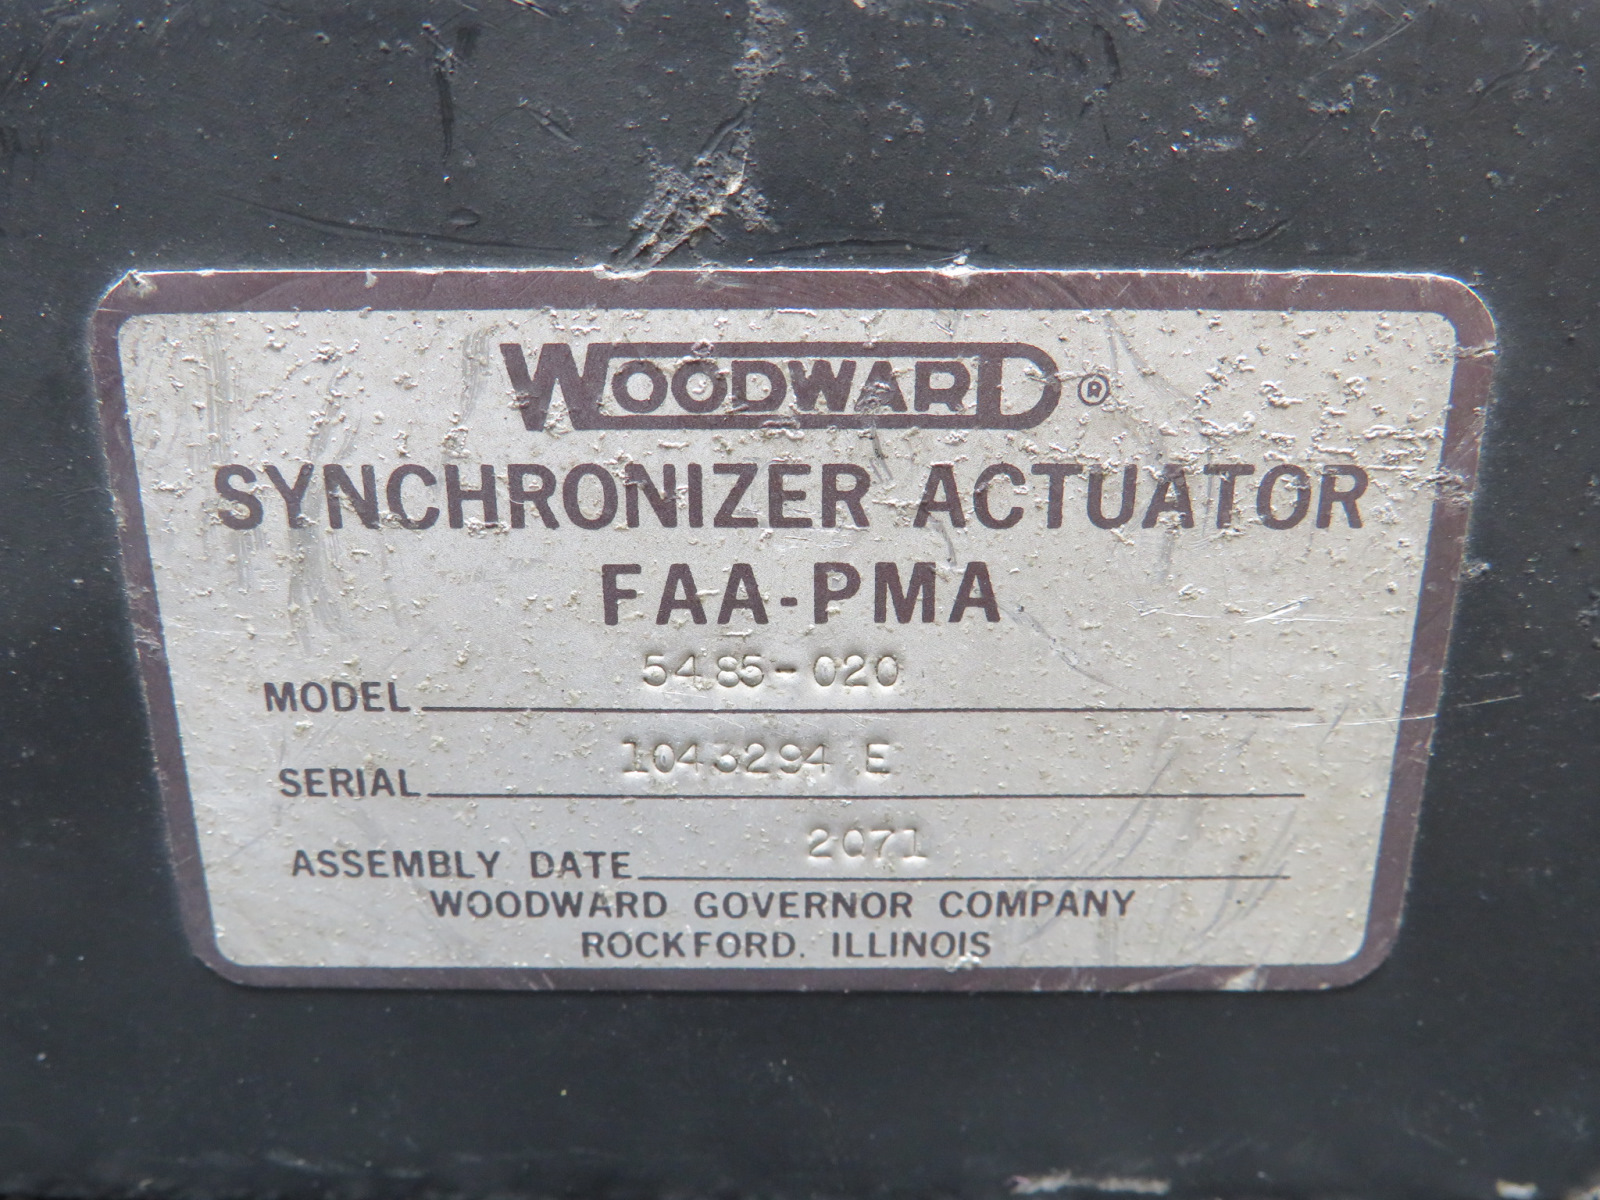 WOODWARD ®
SYNCHRONIZER ACTUATOR
FAA-PMA
MODEL 5485-020
SERIAL 1043294 E
ASSEMBLY DATE 2071
WOODWARD GOVERNOR COMPANY
ROCKFORD. ILLINOIS